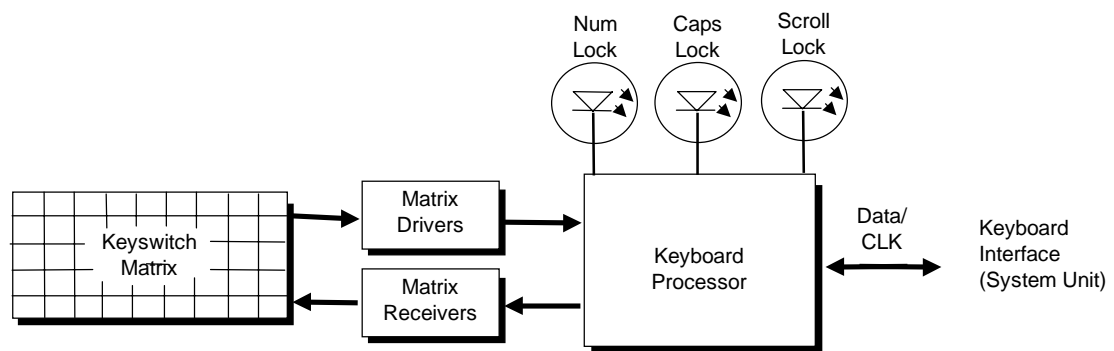 Num
Lock
Caps
Lock
Scroll
Lock
Keyswitch
Matrix
Matrix
Drivers
Matrix
Receivers
Keyboard
Processor
Data/
CLK
Keyboard
Interface
(System Unit)